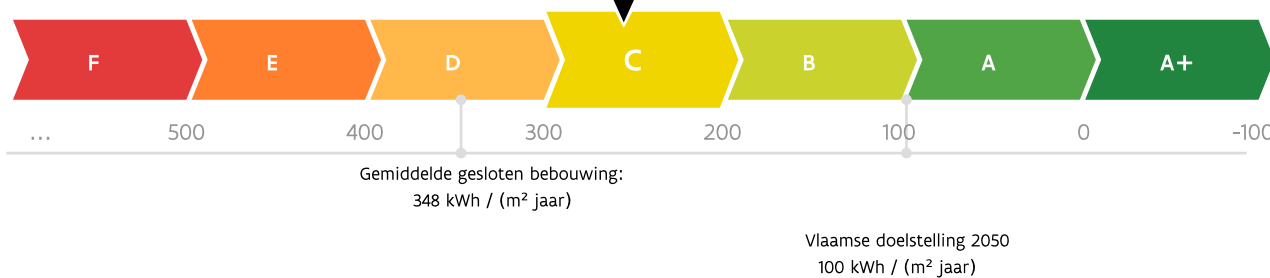 F E D C B A A+
... 500 400 300 200 100 0 -100
Gemiddelde gesloten bebouwing:
348 kWh / (m² jaar)
Vlaamse doelstelling 2050
100 kWh / (m² jaar)